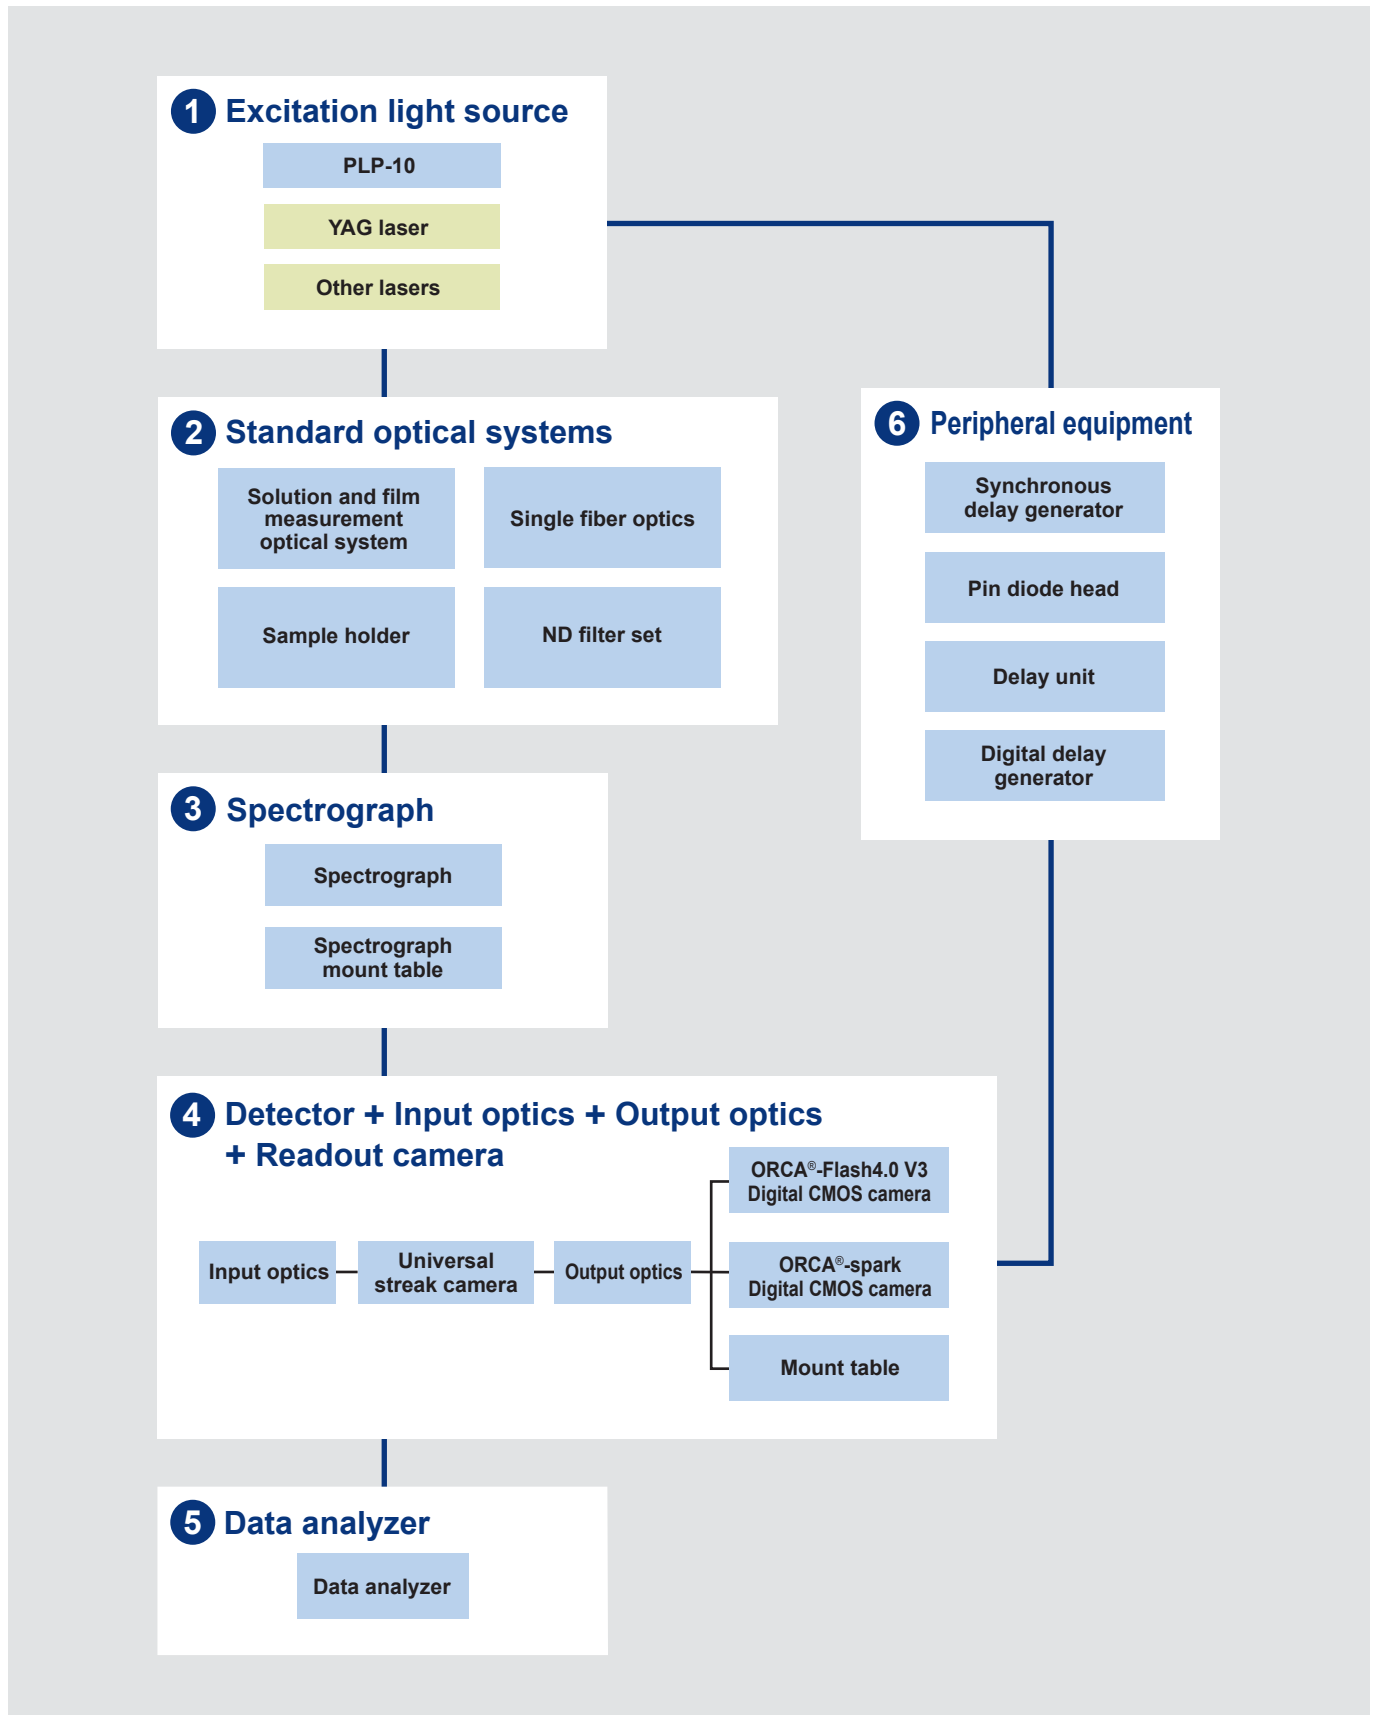 1 Excitation light source
PLP-10
YAG laser
Other lasers
2 Standard optical systems
Solution and film
measurement
optical system
Single fiber optics
Sample holder
ND filter set
3 Spectrograph
Spectrograph
Spectrograph
mount table
4 Detector + Input optics + Output optics
+ Readout camera
Input optics
Universal
streak camera
Output optics
ORCA®-Flash4.0 V3
Digital CMOS camera
ORCA®-spark
Digital CMOS camera
Mount table
5 Data analyzer
Data analyzer
6 Peripheral equipment
Synchronous
delay generator
Pin diode head
Delay unit
Digital delay
generator